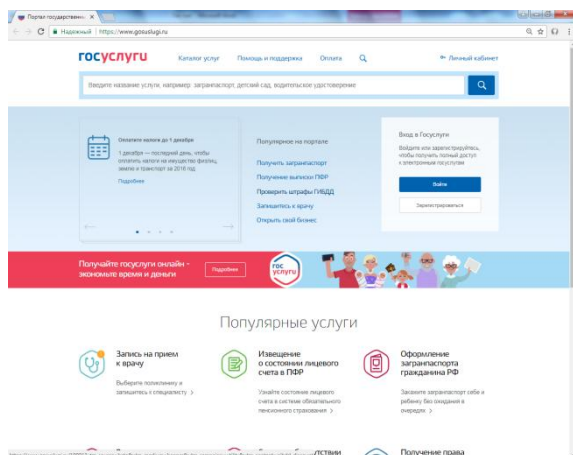 Портал государственн
Надежный | https://www.gosuslugi.ru
госуслуги
Каталог услуг Помощь и поддержка Оплата Личный кабинет
Введите название услуги, например: загранпаспорт, детский сад, водительское удостоверение
Оплатите налоги до 1 декабря
1 декабря — последний день, чтобы
оплатить налоги на имущество физлиц,
землю и транспорт за 2016 год
Подробнее
Популярное на портале
Получить загранпаспорт
Получение выписки ПФР
Проверить штрафы ГИБДД
Запишитесь к врачу
Открыть свой бизнес
Вход в Госуслуги
Войдите или зарегистрируйтесь,
чтобы получить полный доступ
к электронным госуслугам
Войти
Зарегистрироваться
Получайте госуслуги онлайн -
экономьте время и деньги
Подробнее
гос
услуги
Популярные услуги
Запись на прием
к врачу
Выберите поликлинику и
запишитесь к специалисту >
Извещение
о состоянии лицевого
счета в ПФР
Узнайте состояние лицевого
счета в системе обязательного
пенсионного страхования >
Оформление
загранпаспорта
гражданина РФ
Закажите загранпаспорт себе и
ребенку без ожидания в
очередях >
Получение права